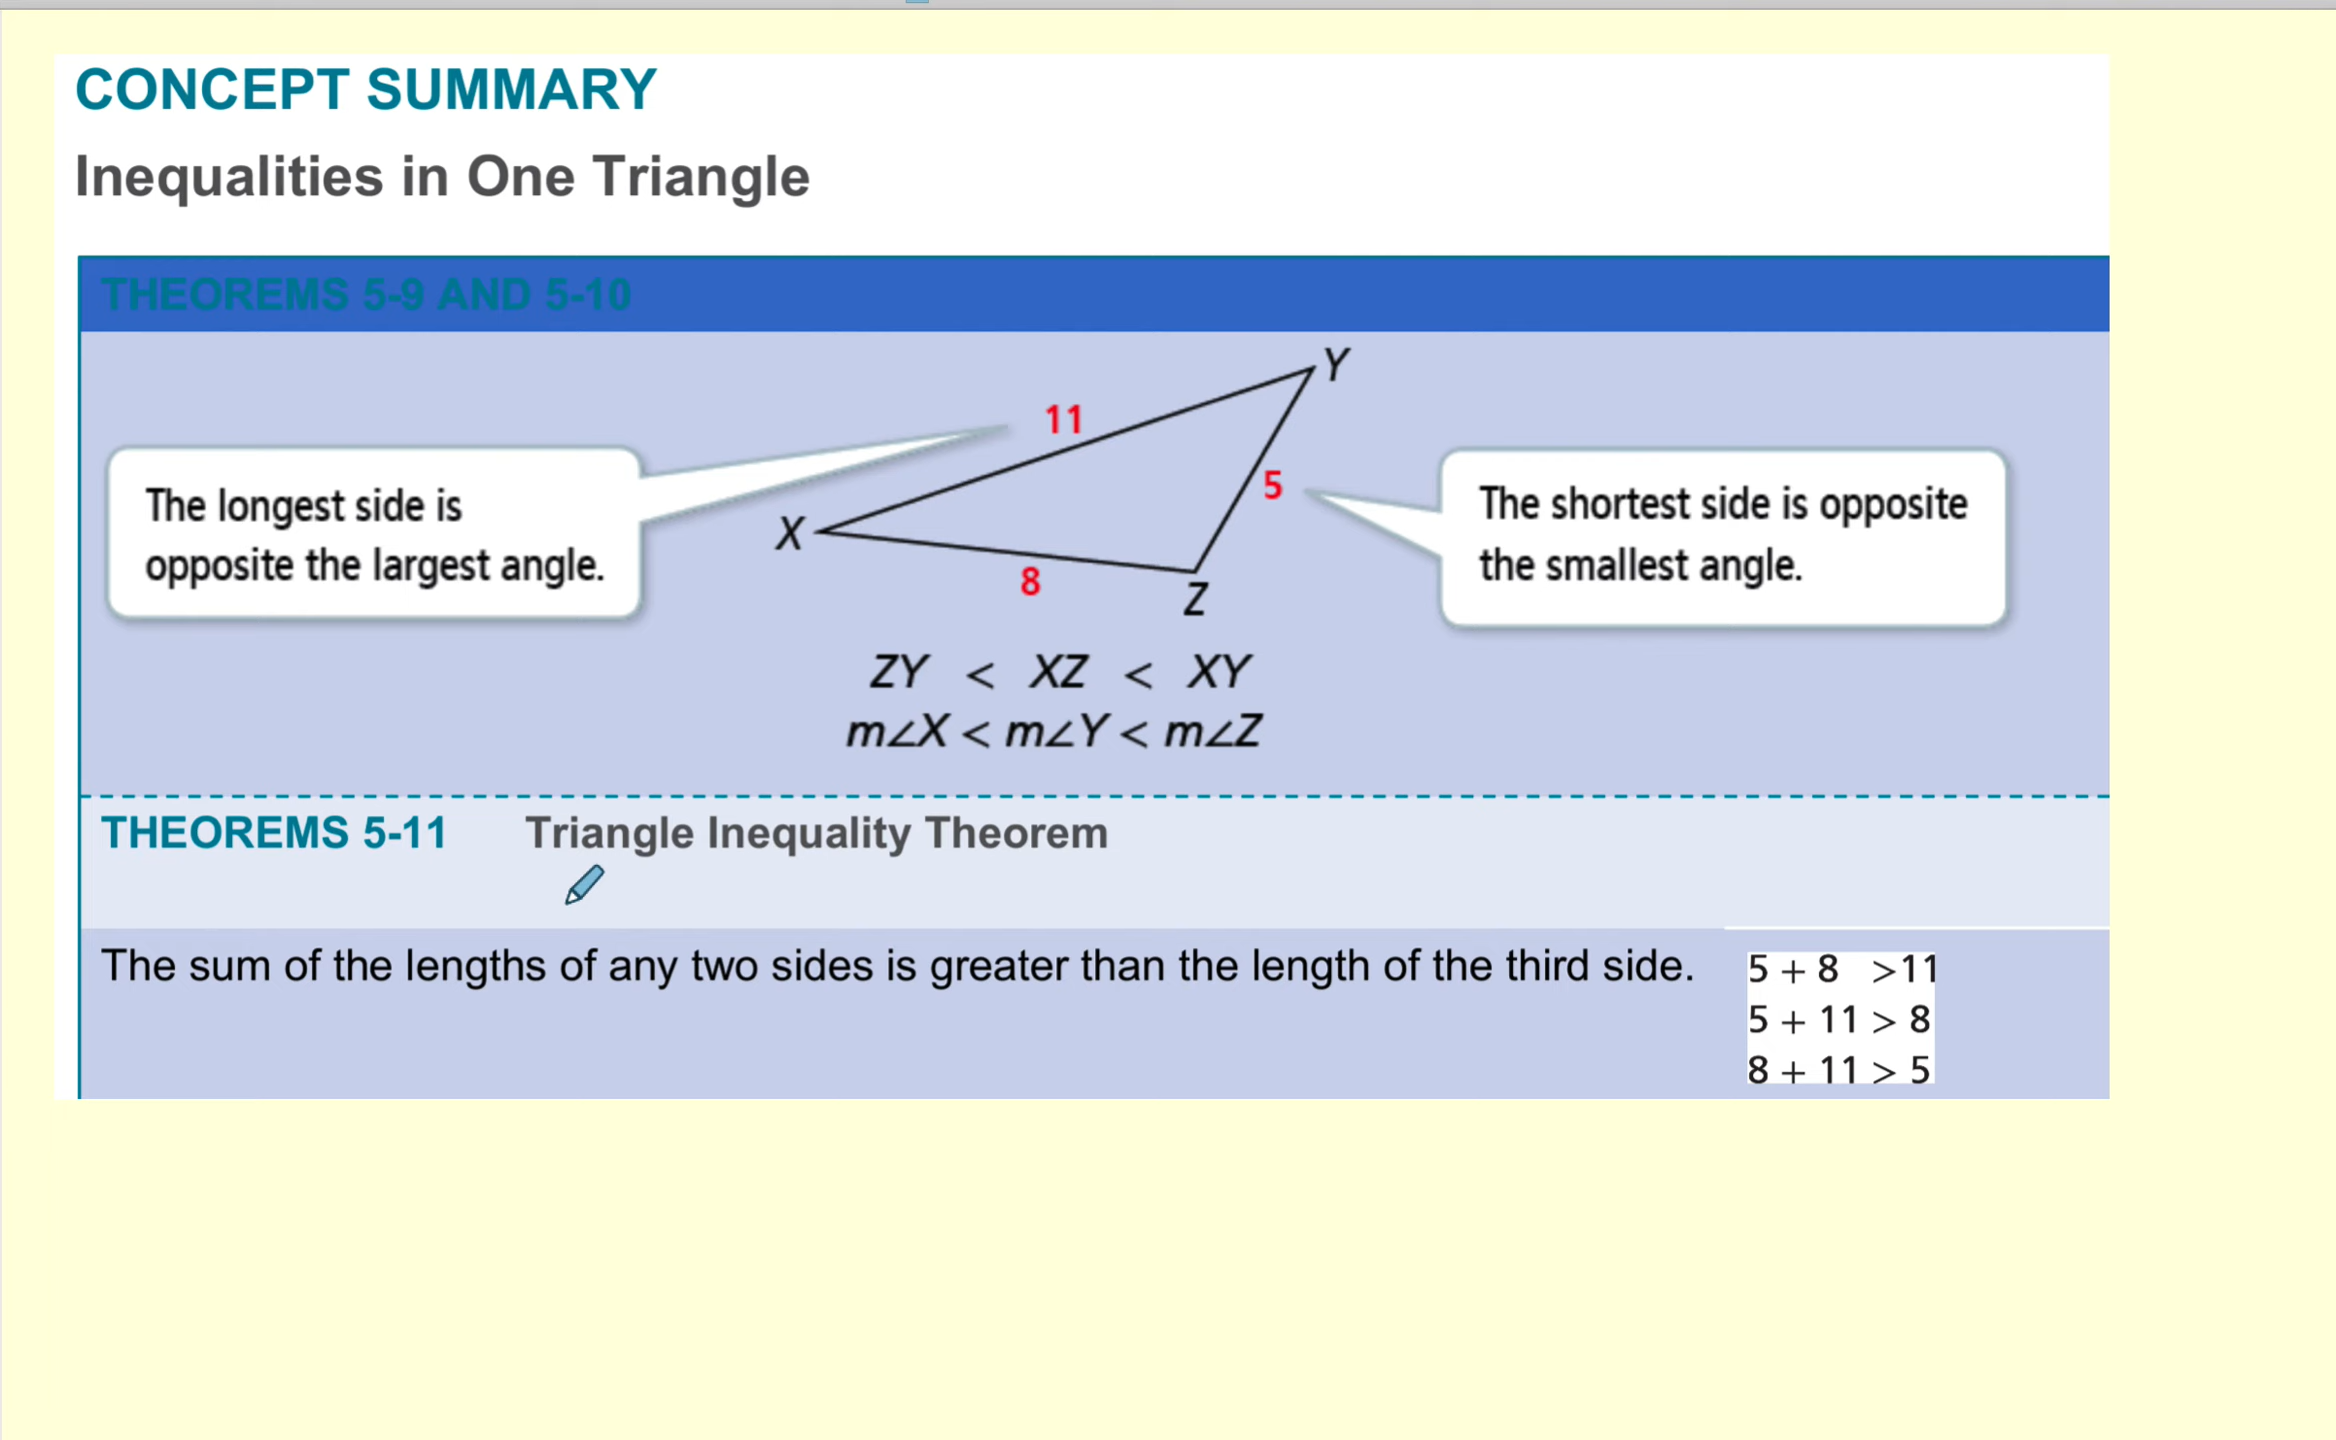 CONCEPT SUMMARY
Inequalities in One Triangle
THEOREMS 5-9 AND 5-10
Y
11
The longest side is
opposite the largest angle.
5
The shortest side is opposite
the smallest angle.
X
8
Z
ZY < XZ < XY
m∠X < m∠Y < m∠Z
THEOREMS 5-11 Triangle Inequality Theorem
The sum of the lengths of any two sides is greater than the length of the third side.
5 + 8 >11
5 + 11 > 8
8 + 11 > 5